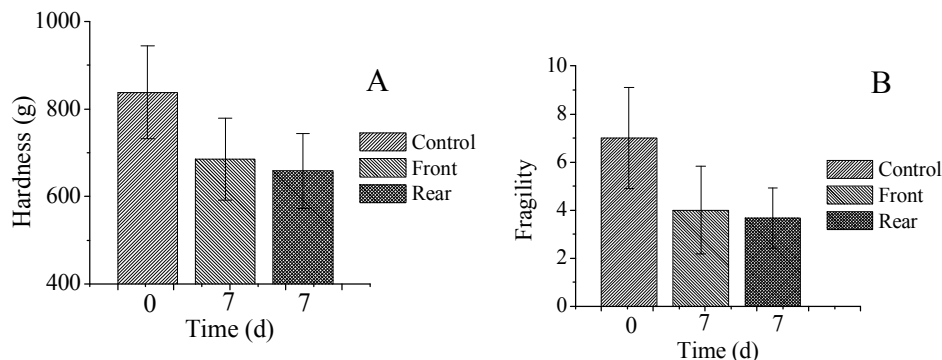 1000
800
600
400
Hardness (g)
0 7 7
Time (d)
A
Control
Front
Rear
10
8
6
4
2
0
Fragility
0 7 7
Time (d)
B
Control
Front
Rear